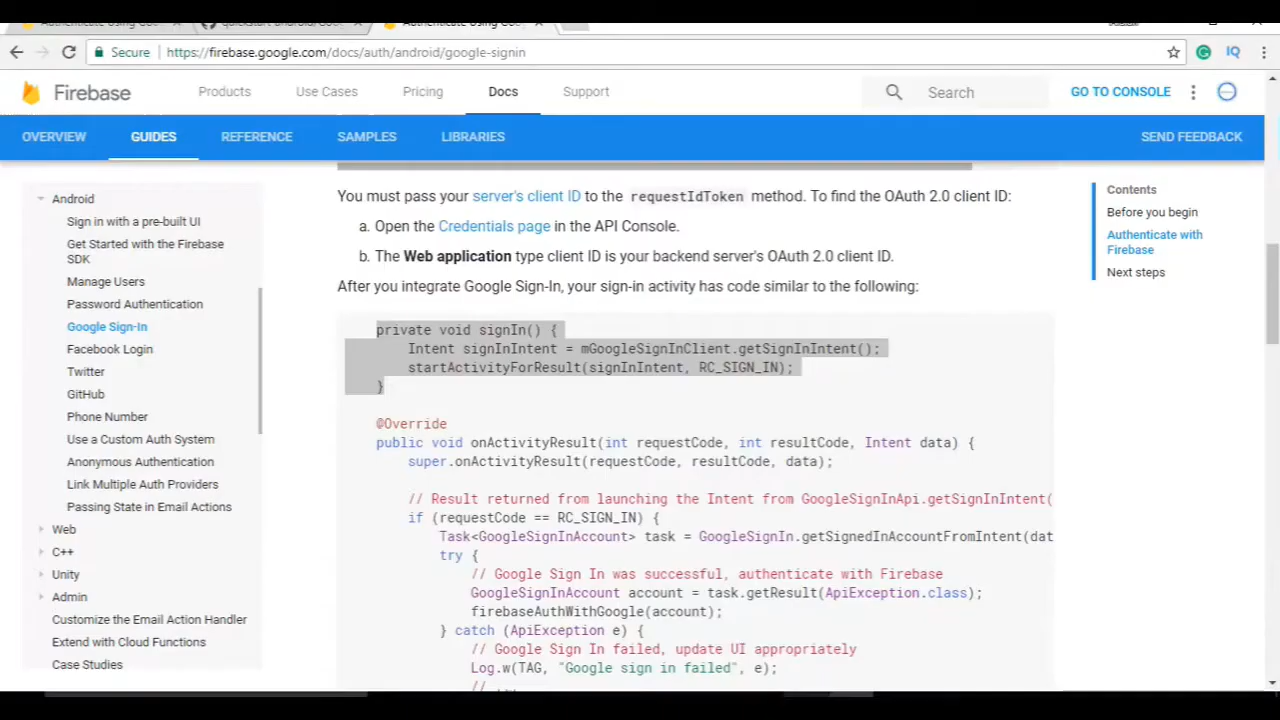 Secure https://firebase.google.com/docs/auth/android/google-signin IQ
Firebase Products Use Cases Pricing Docs Support Search GO TO CONSOLE
OVERVIEW GUIDES REFERENCE SAMPLES LIBRARIES SEND FEEDBACK
Android
Sign in with a pre-built UI
Get Started with the Firebase
SDK
Manage Users
Password Authentication
Google Sign-In
Facebook Login
Twitter
GitHub
Phone Number
Use a Custom Auth System
Anonymous Authentication
Link Multiple Auth Providers
Passing State in Email Actions
Web
C++
Unity
Admin
Customize the Email Action Handler
Extend with Cloud Functions
Case Studies
You must pass your server's client ID to the requestIdToken method. To find the OAuth 2.0 client ID:
a. Open the Credentials page in the API Console.
b. The Web application type client ID is your backend server's OAuth 2.0 client ID.
After you integrate Google Sign-In, your sign-in activity has code similar to the following:
private void signIn() {
Intent signInIntent = mGoogleSignInClient.getSignInIntent();
startActivityForResult(signInIntent, RC_SIGN_IN);
}
@Override
public void onActivityResult(int requestCode, int resultCode, Intent data) {
super.onActivityResult(requestCode, resultCode, data);
// Result returned from launching the Intent from GoogleSignInApi.getSignInIntent(
if (requestCode == RC_SIGN_IN) {
Task<GoogleSignInAccount> task = GoogleSignIn.getSignedInAccountFromIntent(dat
try {
// Google Sign In was successful, authenticate with Firebase
GoogleSignInAccount account = task.getResult(ApiException.class);
firebaseAuthWithGoogle(account);
} catch (ApiException e) {
// Google Sign In failed, update UI appropriately
Log.w(TAG, "Google sign in failed", e);
// ...
Contents
Before you begin
Authenticate with
Firebase
Next steps